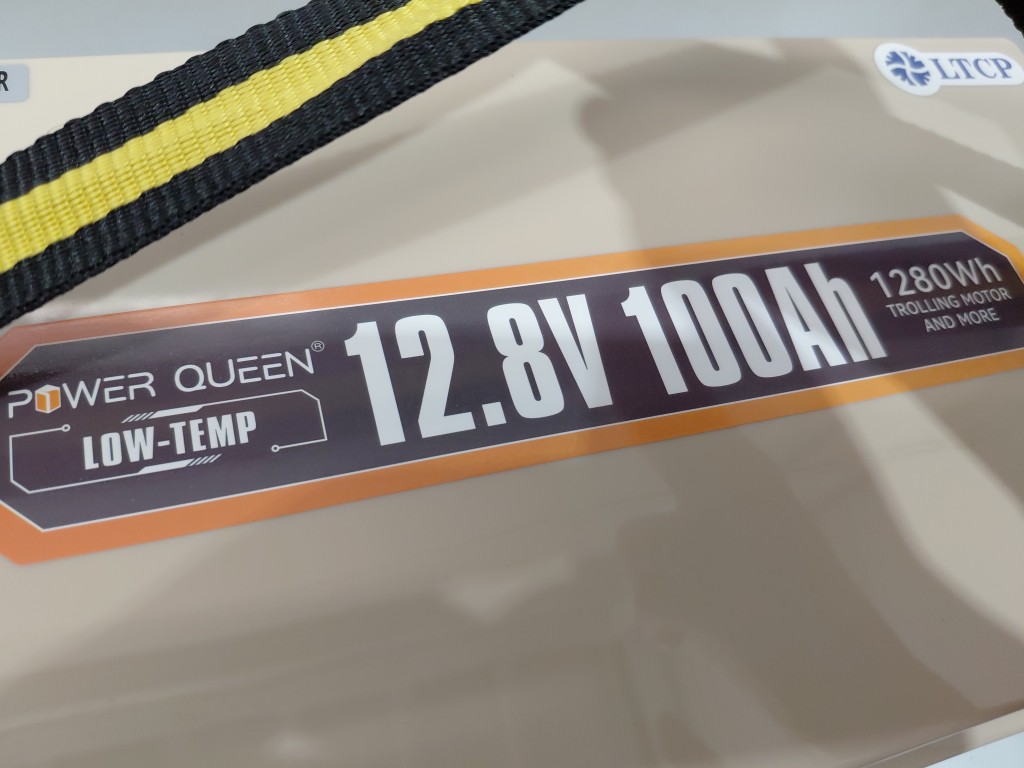 R
LTCP
POWER QUEEN®
LOW-TEMP
12.8V 100Ah
1280Wh
TROLLING MOTOR
AND MORE